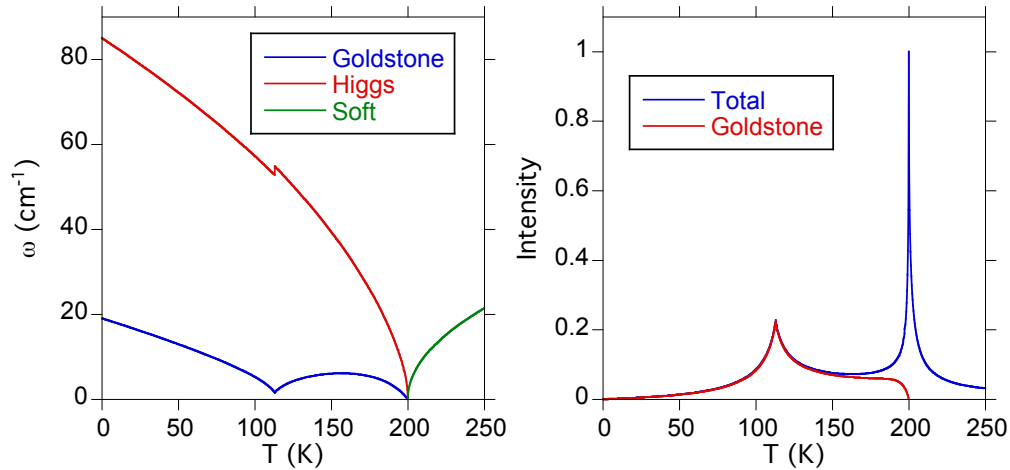 Goldstone
Higgs
Soft
ω (cm⁻¹)
80
60
40
20
0
0 50 100 150 200 250
T (K)
Total
Goldstone
Intensity
1
0.8
0.6
0.4
0.2
0
0 50 100 150 200 250
T (K)